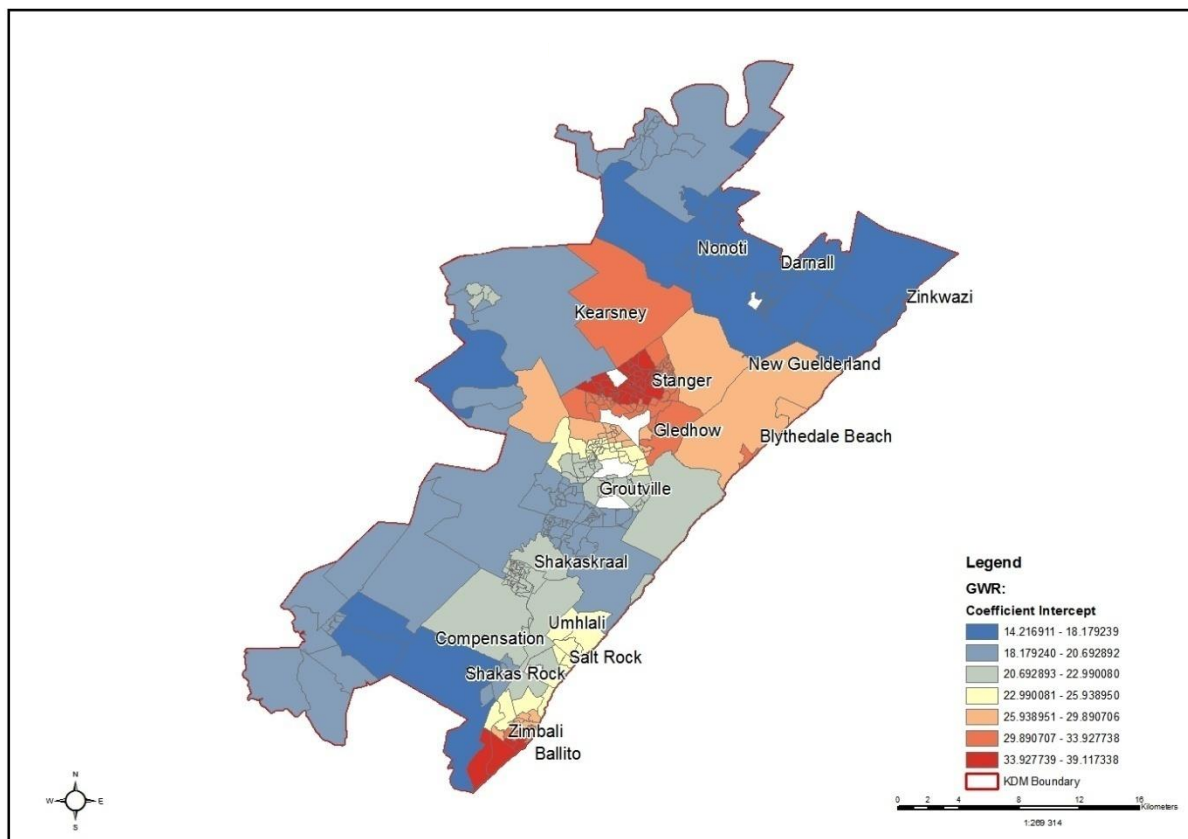 Nonoti
Darnall
Zinkwazi
Kearsney
New Guelderland
Stanger
Gledhow
Blythedale Beach
Groutville
Shakaskraal
Umhlali
Compensation
Salt Rock
Shakas Rock
Zimbali
Ballito
Legend
GWR:
Coefficient Intercept
14.216911 - 18.179239
18.179240 - 20.692892
20.692893 - 22.990080
22.990081 - 25.938950
25.938951 - 29.890706
29.890707 - 33.927738
33.927739 - 39.117338
KDM Boundary
N
W E
S
0 2 4 8 12 16
Kilometers
1:269 314